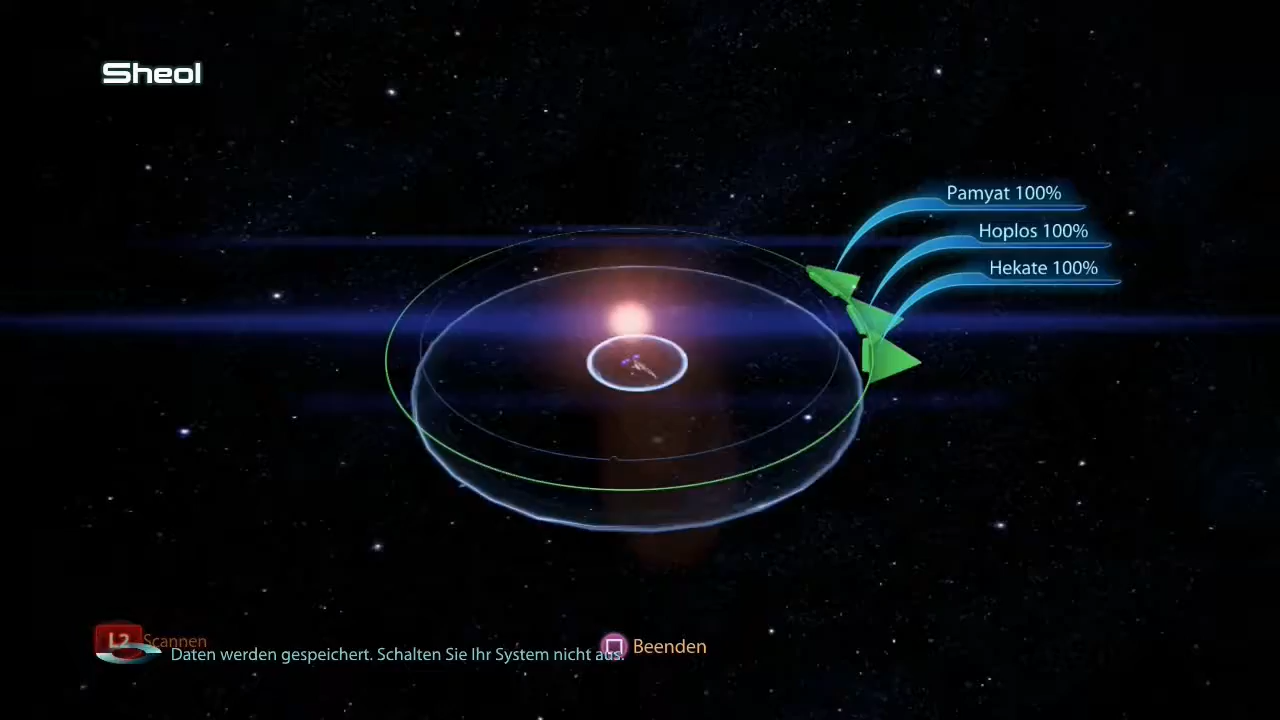 Sheol
Pamyat 100%
Hoplos 100%
Hekate 100%
L2 Scannen
Daten werden gespeichert. Schalten Sie Ihr System nicht aus.
Beenden